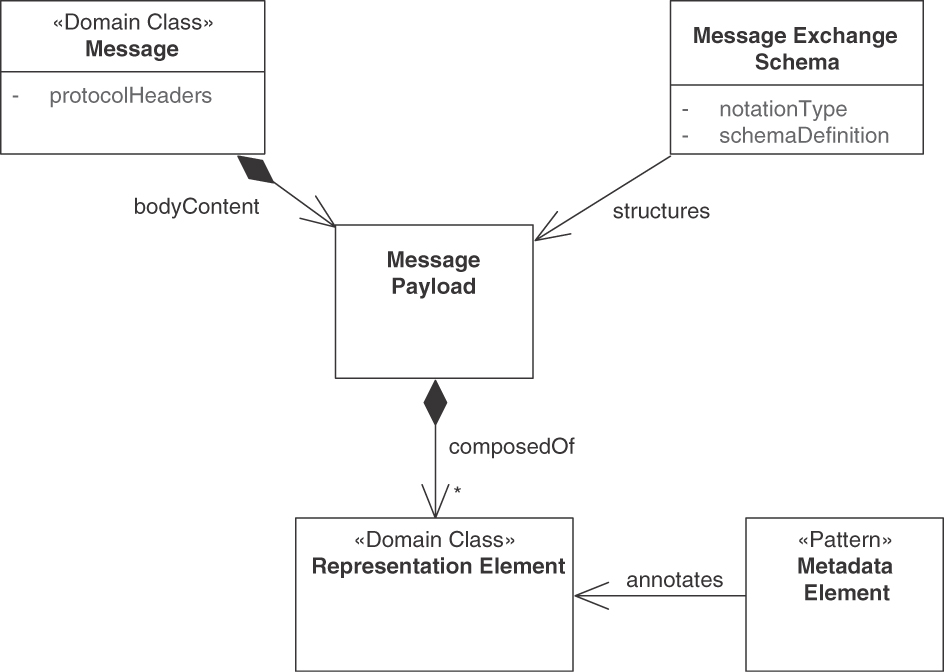 «Domain Class»
Message
- protocolHeaders
Message Exchange
Schema
- notationType
- schemaDefinition
bodyContent
structures
Message
Payload
composedOf
*
«Domain Class»
Representation Element
annotates
«Pattern»
Metadata
Element